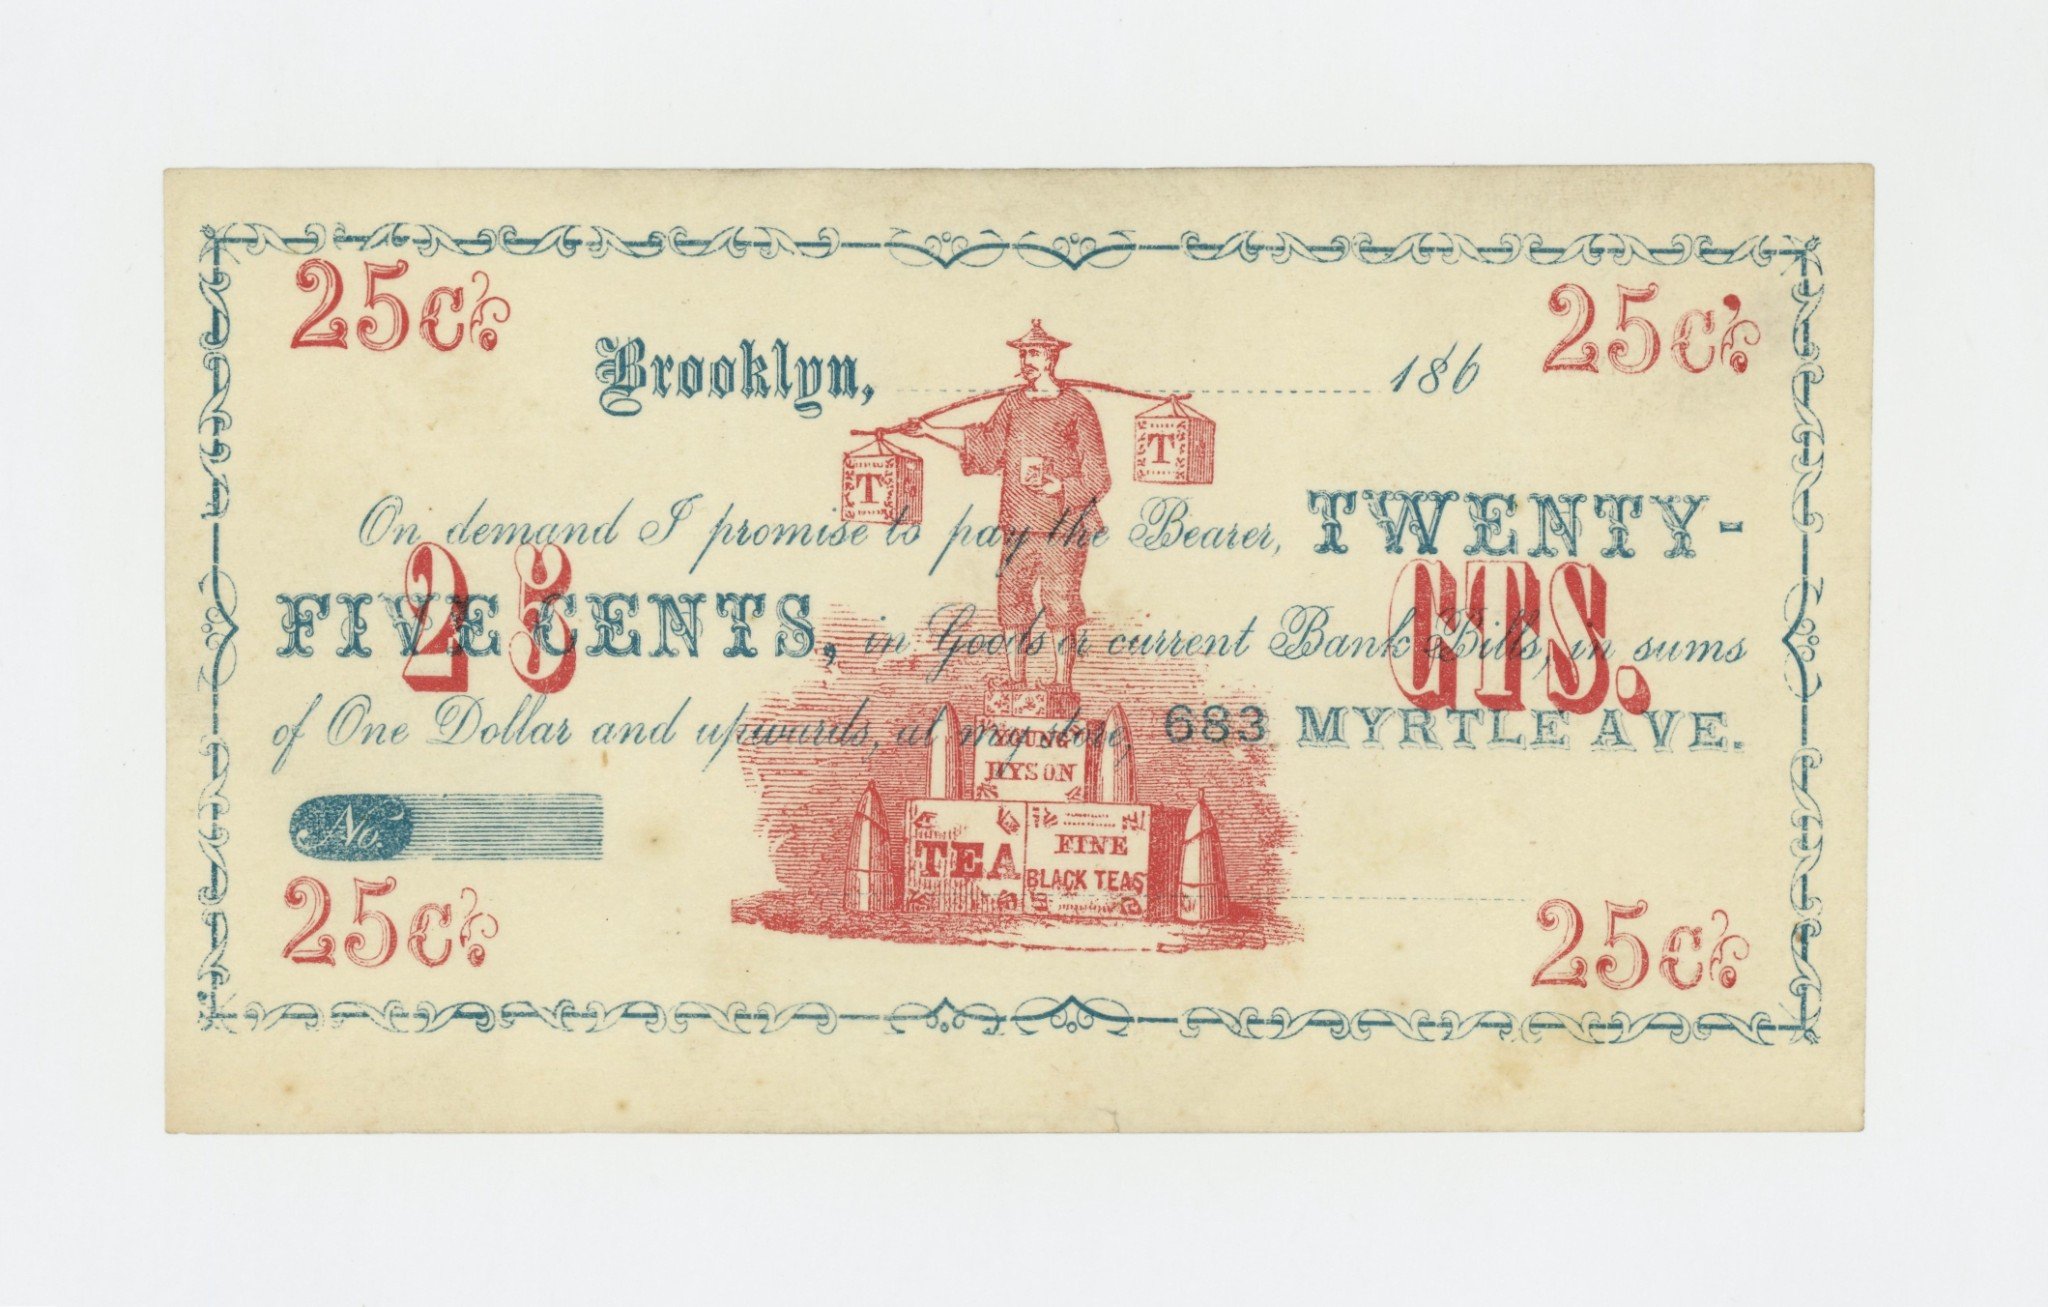 25c's
25c's
Brooklyn, 186
T
T
On demand I promise to pay the Bearer, TWENTY-
FIVE CENTS, in Goods or current Bank Bills, in sums
25 CTS.
of One Dollar and upwards, at my store, 683 MYRTLE AVE.
YOUNG
HYSON
No.
TEA
FINE
BLACK TEAS
25c's
25c's